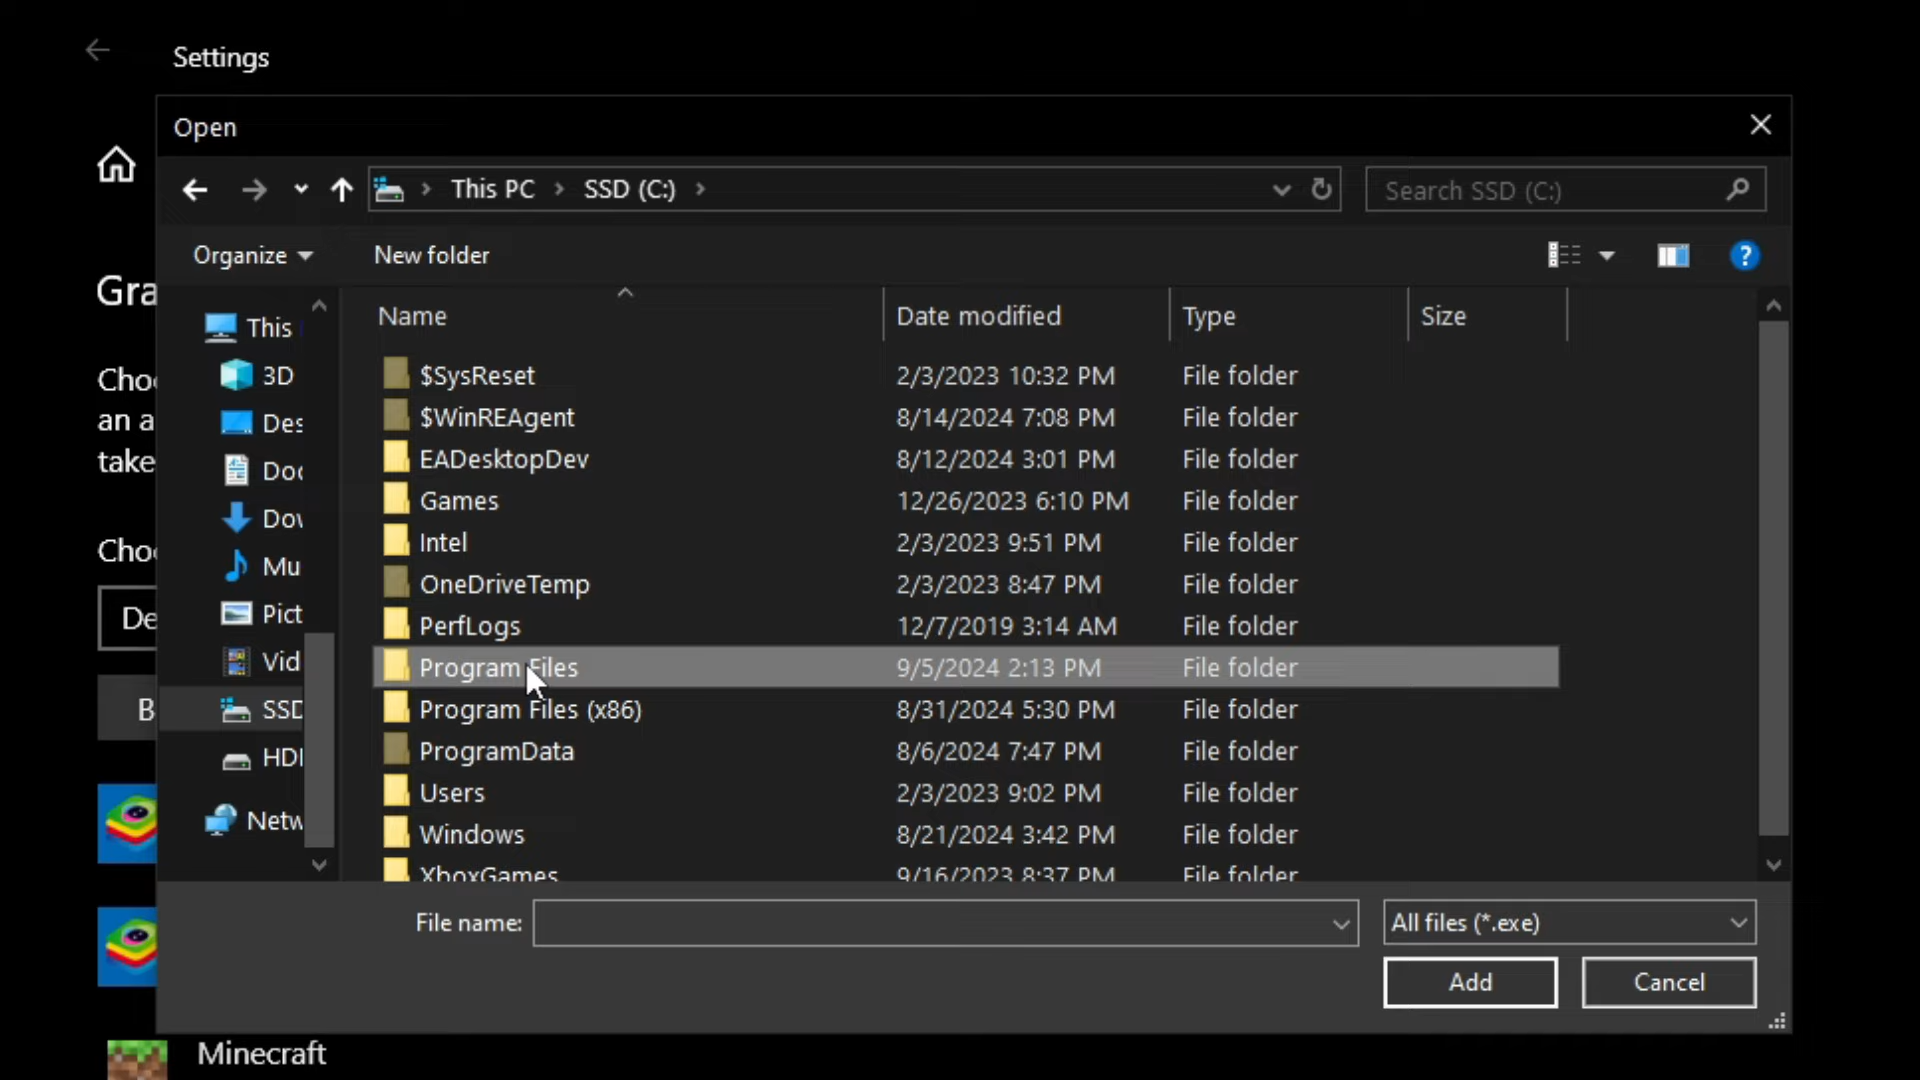 Settings
Open
This PC SSD (C:)
Search SSD (C:)
Organize New folder
Gra
Choo
an a
take
Choo
De
B
This
3D
Des
Doc
Dow
Mu
Pict
Vid
SSD
HDI
Netw
Name Date modified Type Size
$SysReset 2/3/2023 10:32 PM File folder
$WinREAgent 8/14/2024 7:08 PM File folder
EADesktopDev 8/12/2024 3:01 PM File folder
Games 12/26/2023 6:10 PM File folder
Intel 2/3/2023 9:51 PM File folder
OneDriveTemp 2/3/2023 8:47 PM File folder
PerfLogs 12/7/2019 3:14 AM File folder
Program Files 9/5/2024 2:13 PM File folder
Program Files (x86) 8/31/2024 5:30 PM File folder
ProgramData 8/6/2024 7:47 PM File folder
Users 2/3/2023 9:02 PM File folder
Windows 8/21/2024 3:42 PM File folder
XboxGames 9/16/2023 8:37 PM File folder
File name: All files (*.exe)
Add Cancel
Minecraft